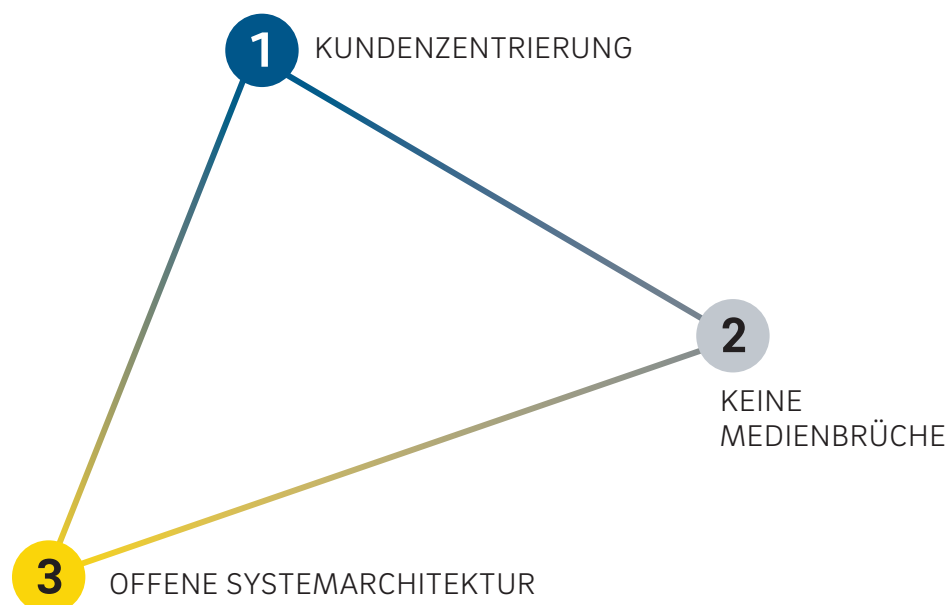 1 KUNDENZENTRIERUNG
2
KEINE
MEDIENBRÜCHE
3 OFFENE SYSTEMARCHITEKTUR